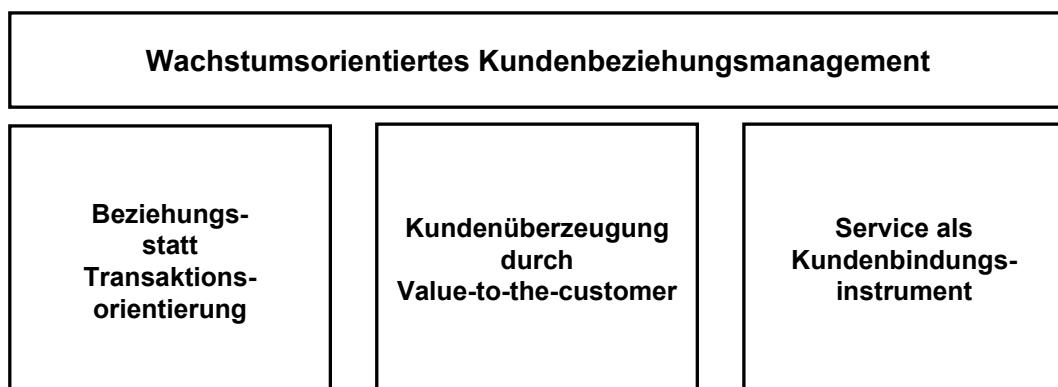 Wachstumsorientiertes Kundenbeziehungsmanagement
Beziehungs-
statt
Transaktions-
orientierung
Kundenüberzeugung
durch
Value-to-the-customer
Service als
Kundenbindungs-
instrument